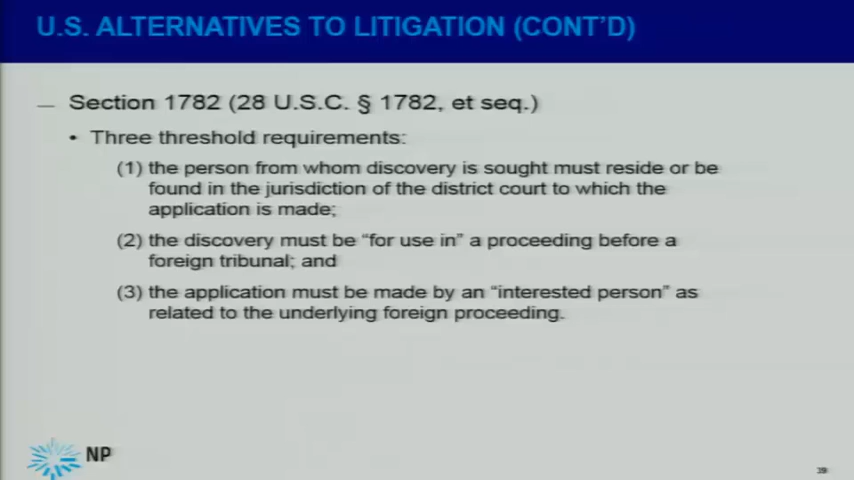 U.S. ALTERNATIVES TO LITIGATION (CONT'D)
— Section 1782 (28 U.S.C. § 1782, et seq.)
• Three threshold requirements:
(1) the person from whom discovery is sought must reside or be
found in the jurisdiction of the district court to which the
application is made;
(2) the discovery must be “for use in” a proceeding before a
foreign tribunal; and
(3) the application must be made by an “interested person” as
related to the underlying foreign proceeding.
NP